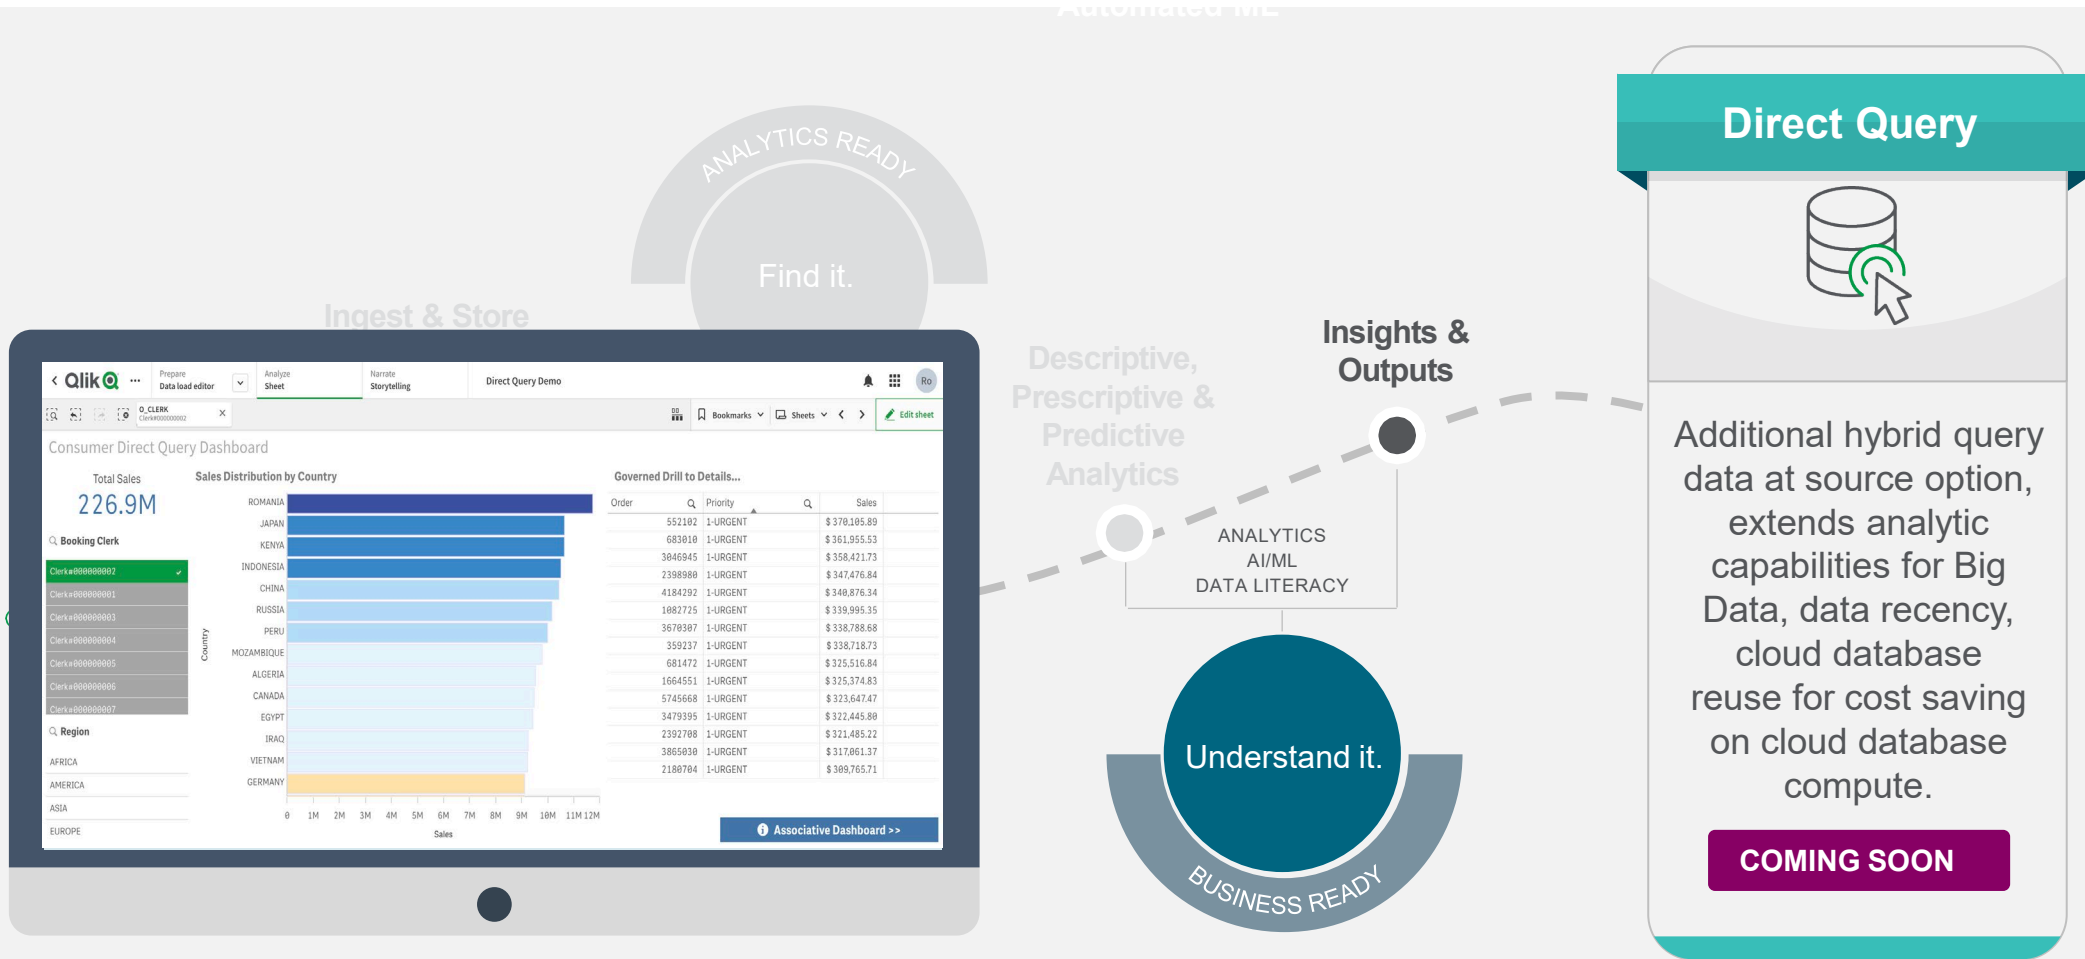 Automated ML
Direct Query
ANALYTICS READY
Find it.
Ingest & Store
Descriptive,
Prescriptive &
Predictive
Analytics
Insights &
Outputs
ANALYTICS
AI/ML
DATA LITERACY
Understand it.
BUSINESS READY
Additional hybrid query
data at source option,
extends analytic
capabilities for Big
Data, data recency,
cloud database
reuse for cost saving
on cloud database
compute.
COMING SOON
Qlik
Prepare
Data load editor
Analyze
Sheet
Narrate
Storytelling
Direct Query Demo
Ro
O_CLERK
Clerk#000000002
Bookmarks
Sheets
Edit sheet
Consumer Direct Query Dashboard
Total Sales
226.9M
Booking Clerk
Clerk#000000002
Clerk#000000001
Clerk#000000003
Clerk#000000004
Clerk#000000005
Clerk#000000006
Clerk#000000007
Region
AFRICA
AMERICA
ASIA
EUROPE
Sales Distribution by Country
Country
ROMANIA
JAPAN
KENYA
INDONESIA
CHINA
RUSSIA
PERU
MOZAMBIQUE
ALGERIA
CANADA
EGYPT
IRAQ
VIETNAM
GERMANY
0 1M 2M 3M 4M 5M 6M 7M 8M 9M 10M 11M 12M
Sales
Governed Drill to Details...
Order Priority Sales
552102 1-URGENT $ 370,105.89
683010 1-URGENT $ 361,955.53
3046945 1-URGENT $ 358,421.73
2398980 1-URGENT $ 347,476.84
4184292 1-URGENT $ 340,876.34
1082725 1-URGENT $ 339,995.35
3670307 1-URGENT $ 338,788.68
359237 1-URGENT $ 338,718.73
681472 1-URGENT $ 325,516.84
1664551 1-URGENT $ 325,374.83
5745668 1-URGENT $ 323,647.47
3479395 1-URGENT $ 322,445.80
2392708 1-URGENT $ 321,485.22
3865030 1-URGENT $ 317,061.37
2180704 1-URGENT $ 309,765.71
Associative Dashboard >>